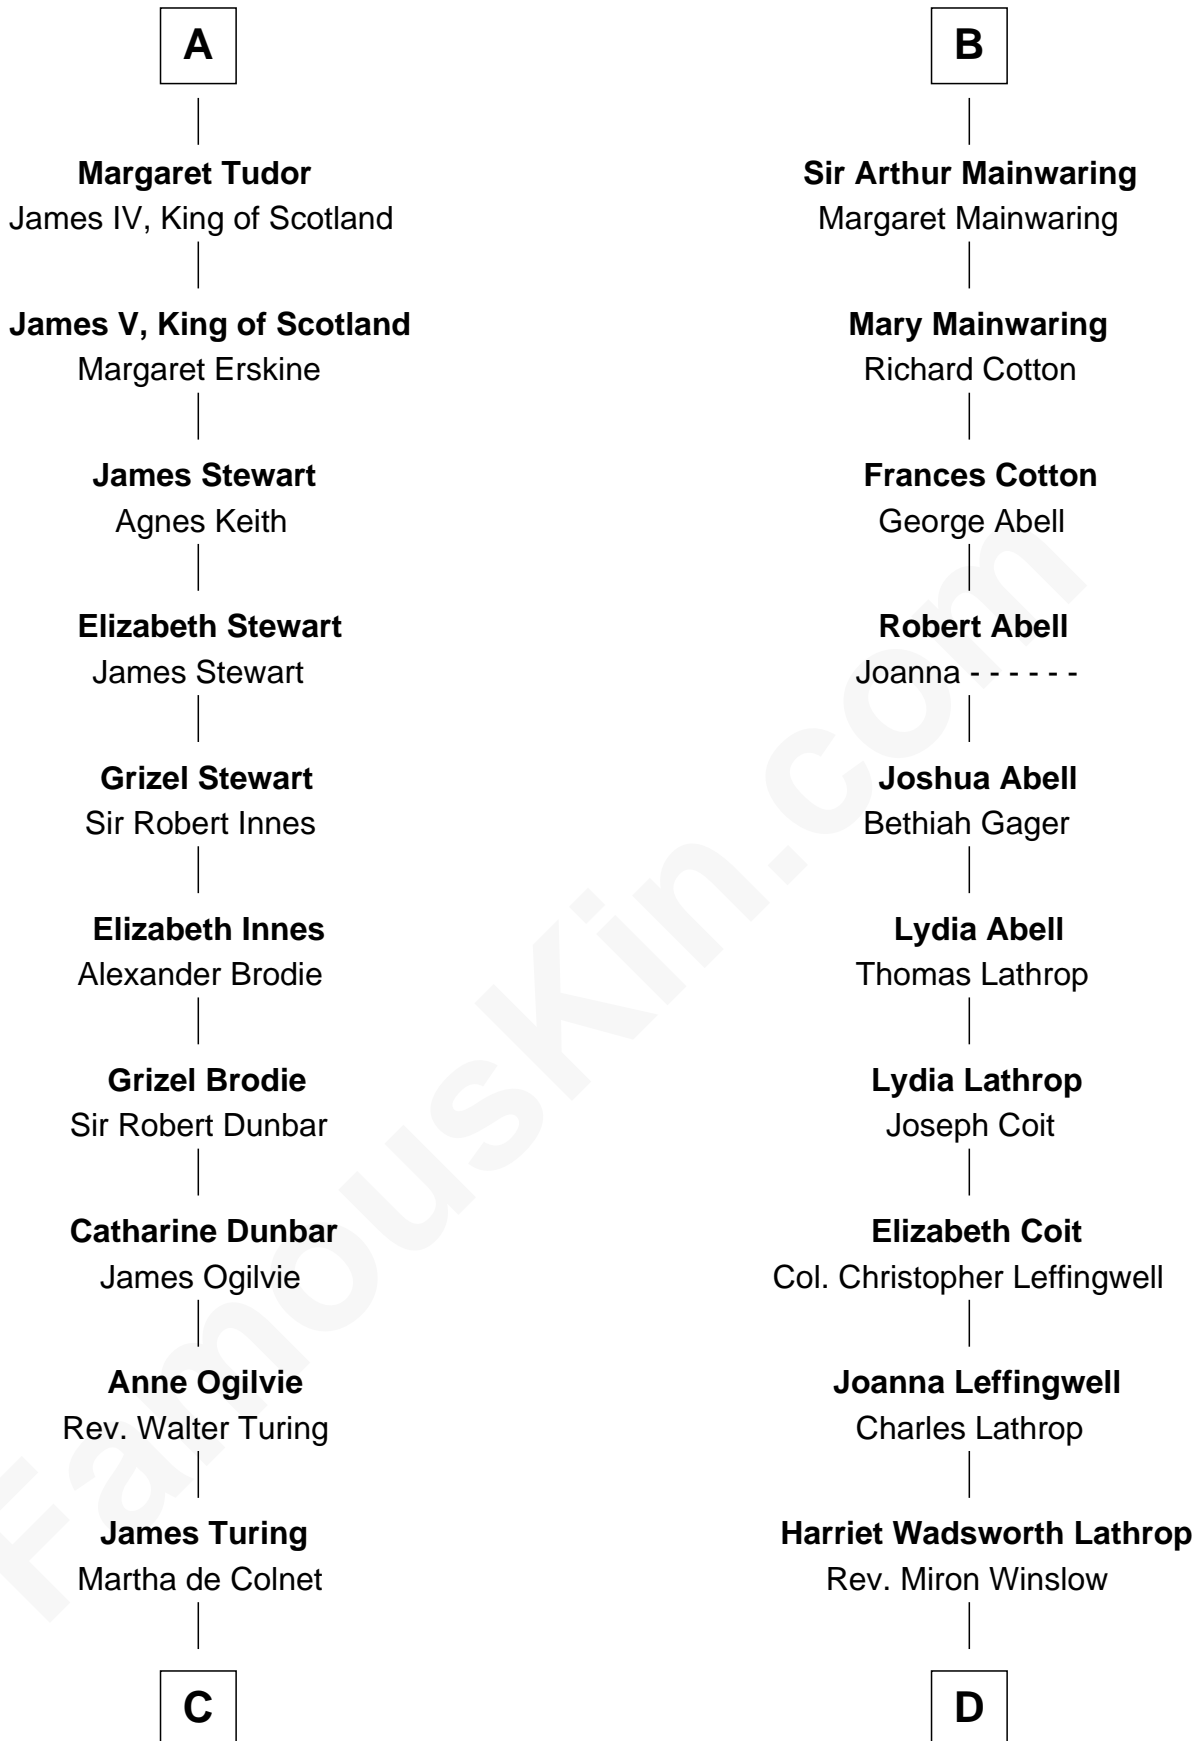 A
Margaret Tudor
James IV, King of Scotland
James V, King of Scotland
Margaret Erskine
James Stewart
Agnes Keith
Elizabeth Stewart
James Stewart
Grizel Stewart
Sir Robert Innes
Elizabeth Innes
Alexander Brodie
Grizel Brodie
Sir Robert Dunbar
Catharine Dunbar
James Ogilvie
Anne Ogilvie
Rev. Walter Turing
James Turing
Martha de Colnet
C
B
Sir Arthur Mainwaring
Margaret Mainwaring
Mary Mainwaring
Richard Cotton
Frances Cotton
George Abell
Robert Abell
Joanna - - - - - -
Joshua Abell
Bethiah Gager
Lydia Abell
Thomas Lathrop
Lydia Lathrop
Joseph Coit
Elizabeth Coit
Col. Christopher Leffingwell
Joanna Leffingwell
Charles Lathrop
Harriet Wadsworth Lathrop
Rev. Miron Winslow
D
FamousKin.com